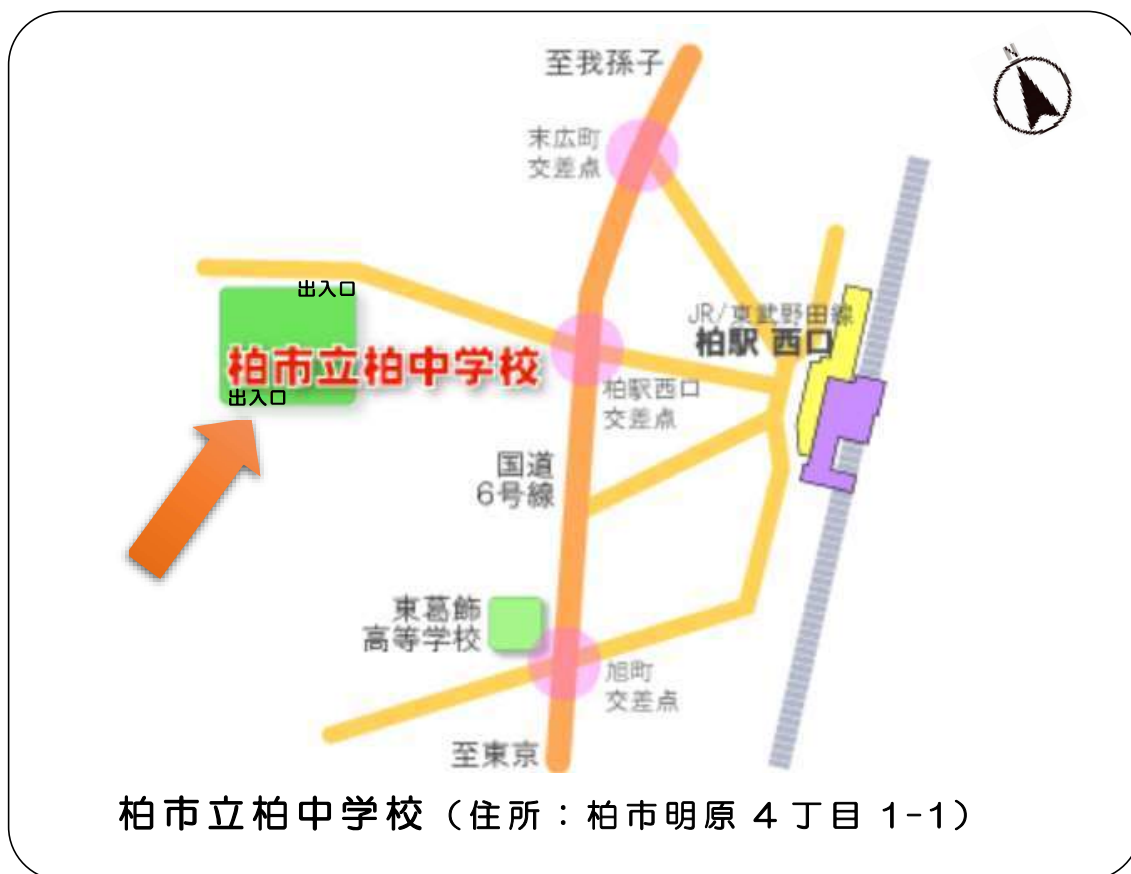 N
至我孫子
末広町
交差点
出入口
JR/東武野田線
柏駅 西口
柏市立柏中学校
出入口
柏駅西口
交差点
国道
6号線
東葛飾
高等学校
旭町
交差点
至東京
柏市立柏中学校（住所：柏市明原 4 丁目 1-1）